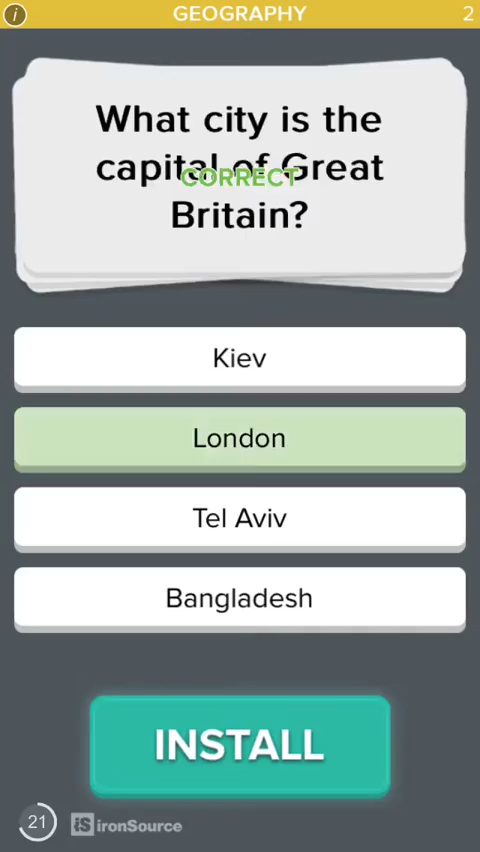 i GEOGRAPHY 2
What city is the
capital of Great
CORRECT
Britain?
Kiev
London
Tel Aviv
Bangladesh
INSTALL
21 iS ironSource